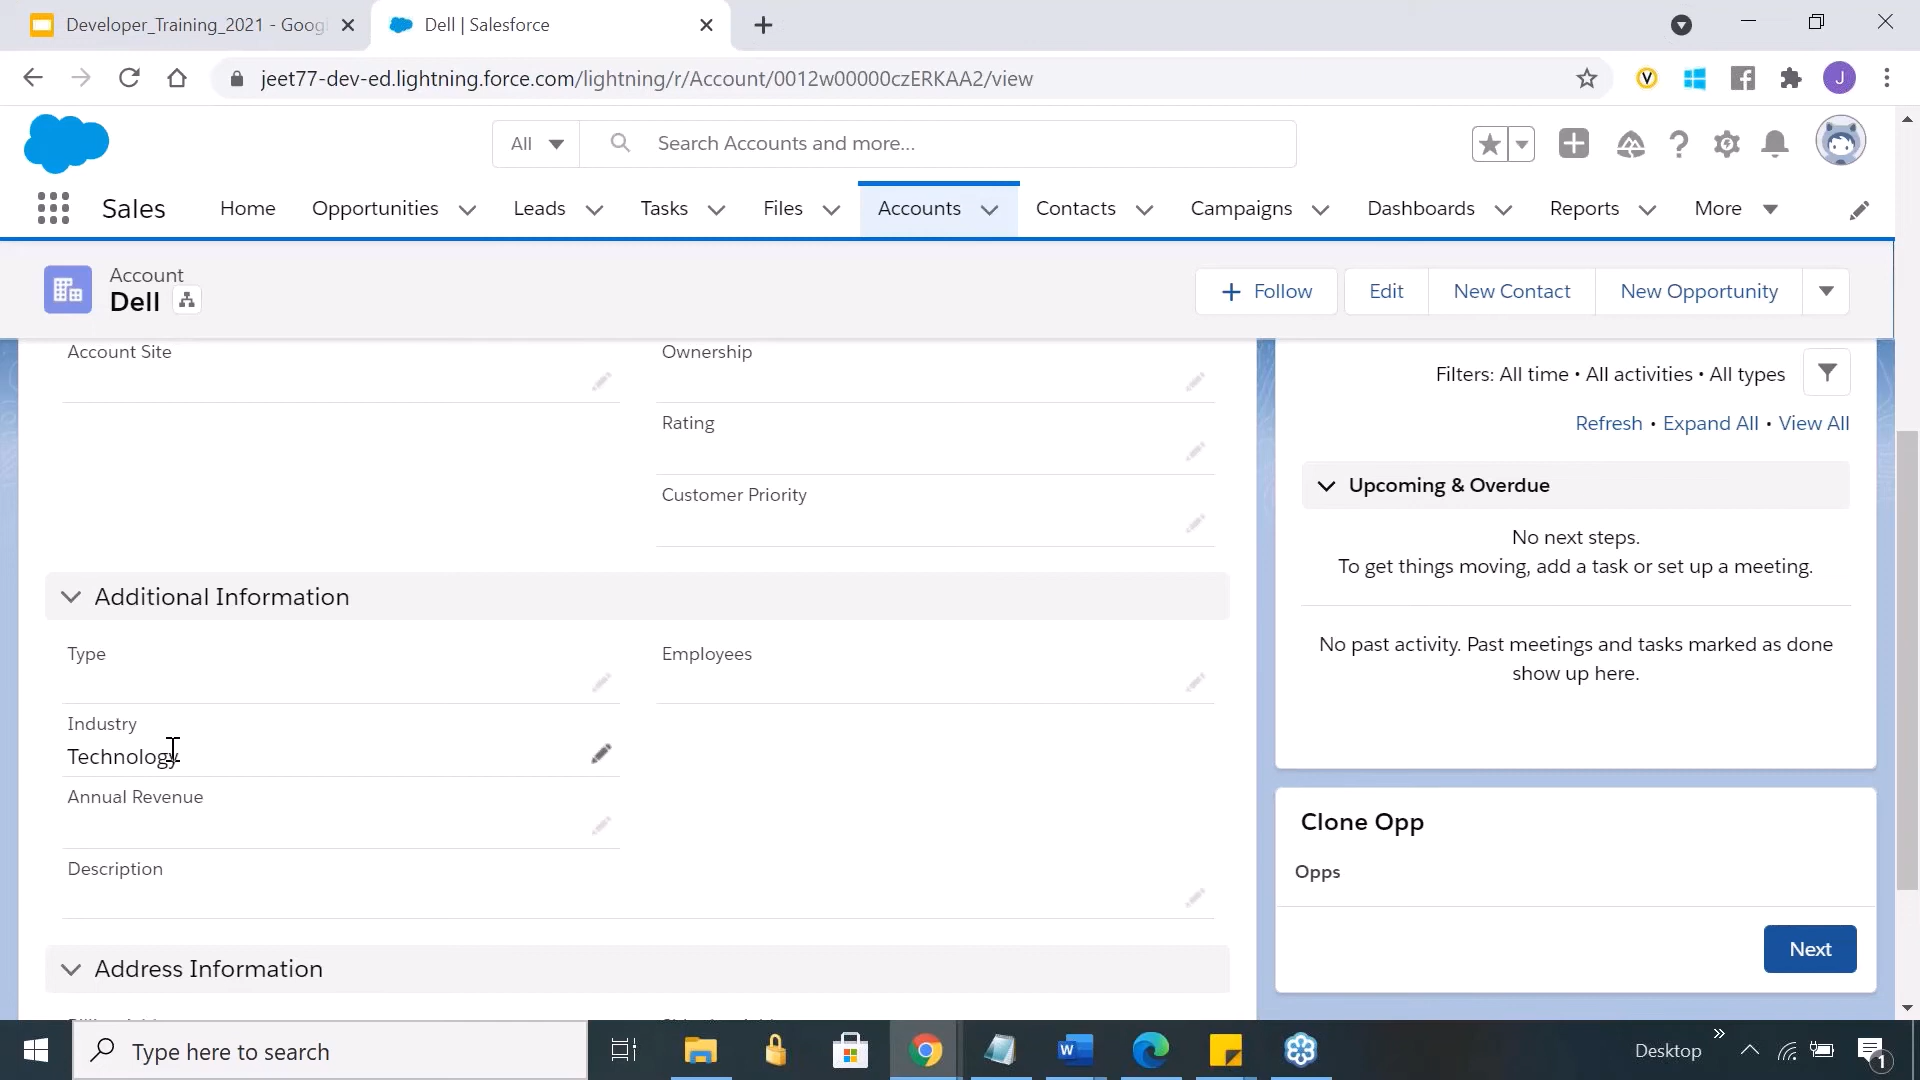 Developer_Training_2021 - Goog
Dell | Salesforce
jeet77-dev-ed.lightning.force.com/lightning/r/Account/0012w00000czERKAA2/view
J
All
Search Accounts and more...
Sales
Home
Opportunities
Leads
Tasks
Files
Accounts
Contacts
Campaigns
Dashboards
Reports
More
Account
Dell
Follow
Edit
New Contact
New Opportunity
Account Site
Ownership
Rating
Customer Priority
Additional Information
Type
Employees
Industry
Technology
Annual Revenue
Description
Address Information
Filters: All time • All activities • All types
Refresh • Expand All • View All
Upcoming & Overdue
No next steps.
To get things moving, add a task or set up a meeting.
No past activity. Past meetings and tasks marked as done
show up here.
Clone Opp
Opps
Next
Type here to search
Desktop
1